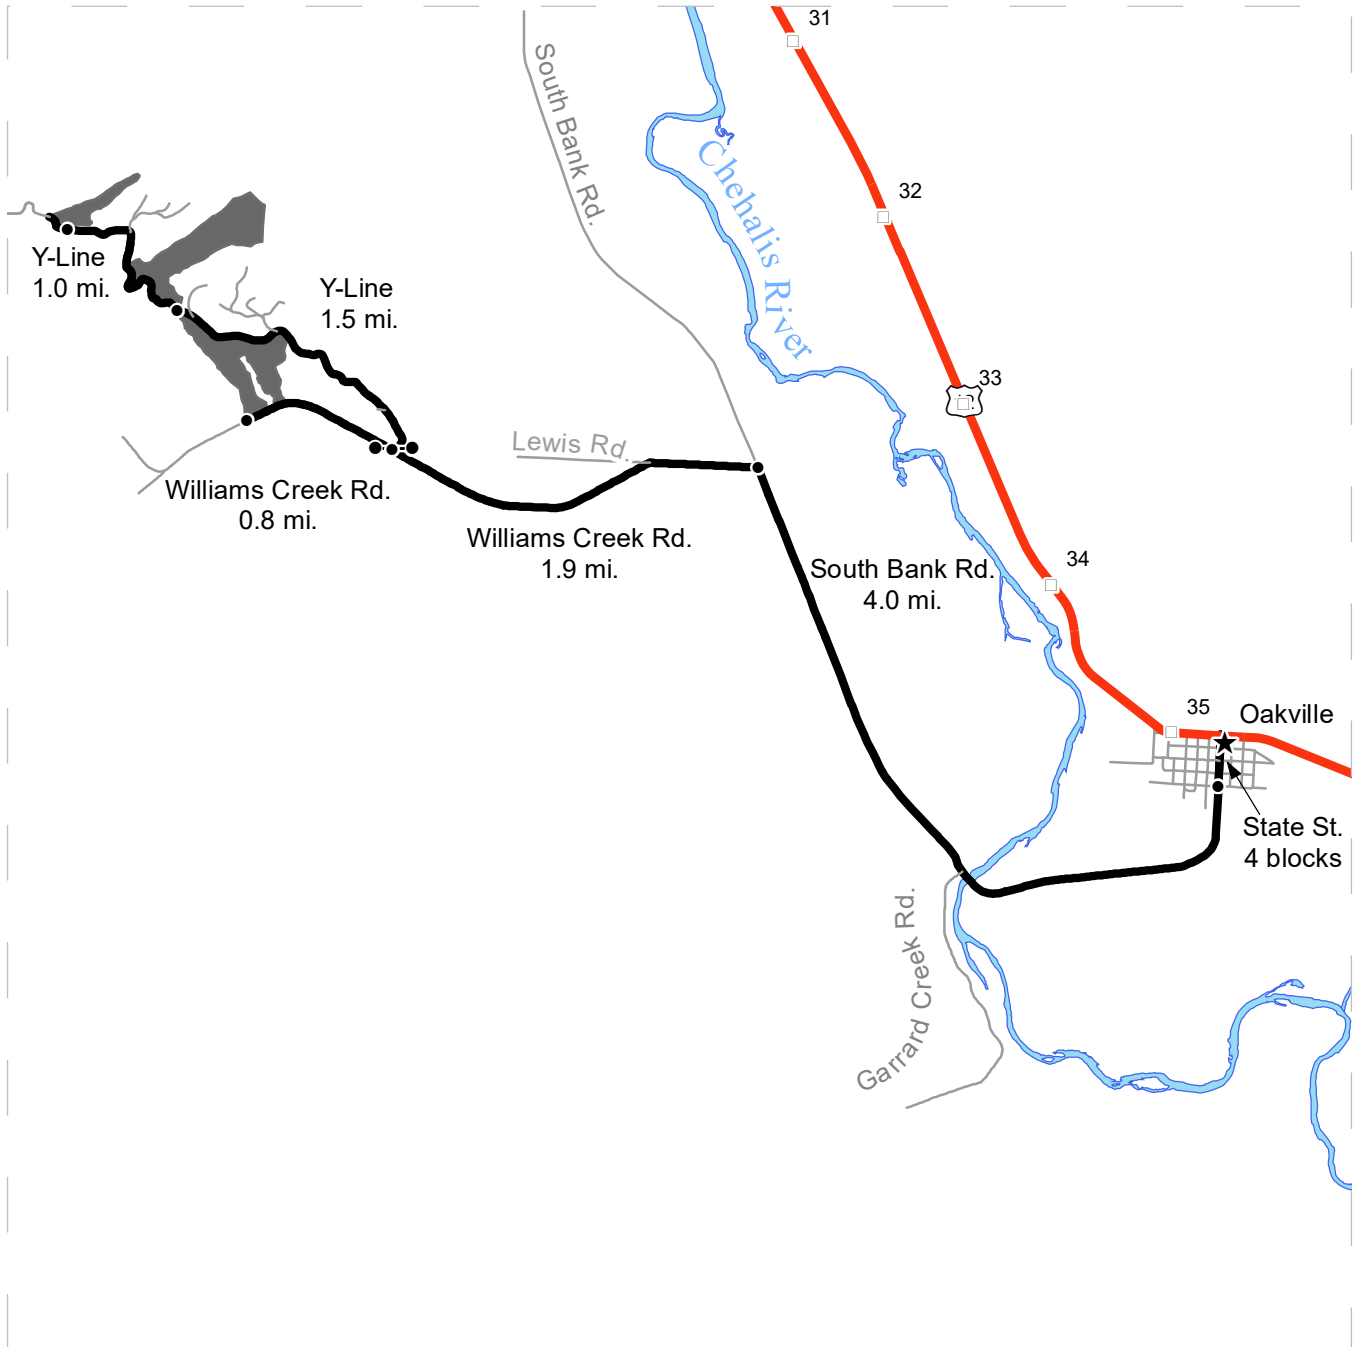 31
South Bank Rd.
Chehalis River
32
Y-Line
1.0 mi.
Y-Line
1.5 mi.
33
Lewis Rd.
Williams Creek Rd.
0.8 mi.
Williams Creek Rd.
1.9 mi.
South Bank Rd.
4.0 mi.
34
35
Oakville
State St.
4 blocks
Garrard Creek Rd.